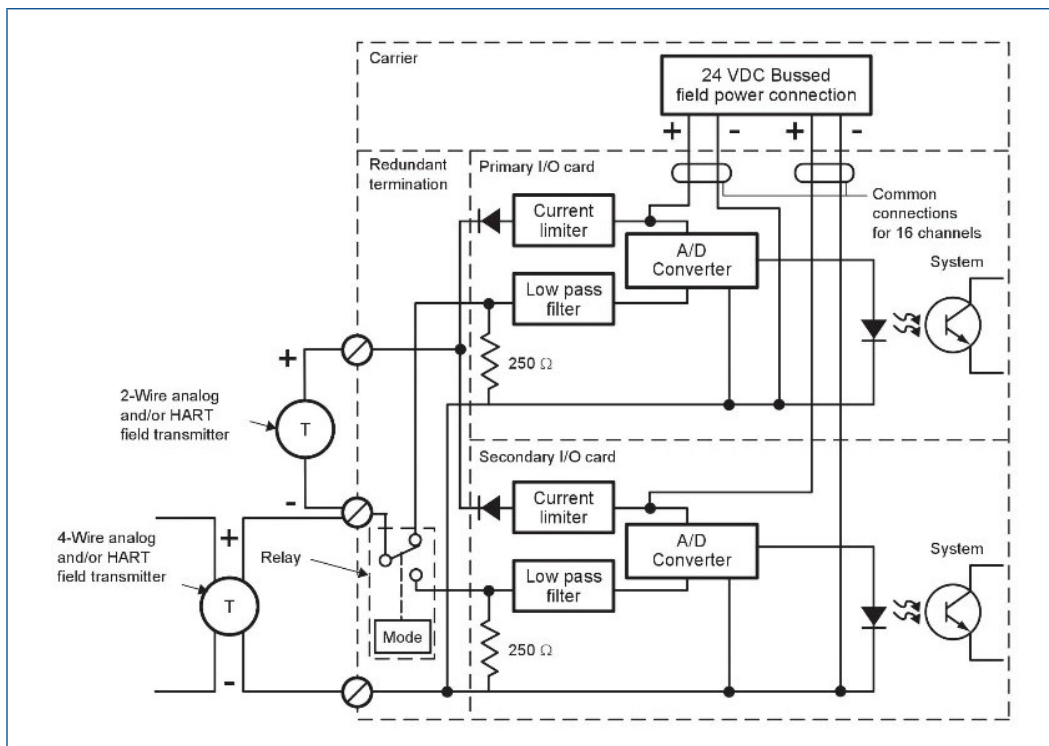 Carrier
24 VDC Bussed
field power connection
+ - + -
Redundant
termination
Primary I/O card
Current
limiter
Common
connections
for 16 channels
A/D
Converter
System
Low pass
filter
250 Ω
+
2-Wire analog
and/or HART
field transmitter
T
-
Secondary I/O card
Current
limiter
4-Wire analog
and/or HART
field transmitter
+
Relay
A/D
Converter
System
Low pass
filter
T
Mode
250 Ω
-